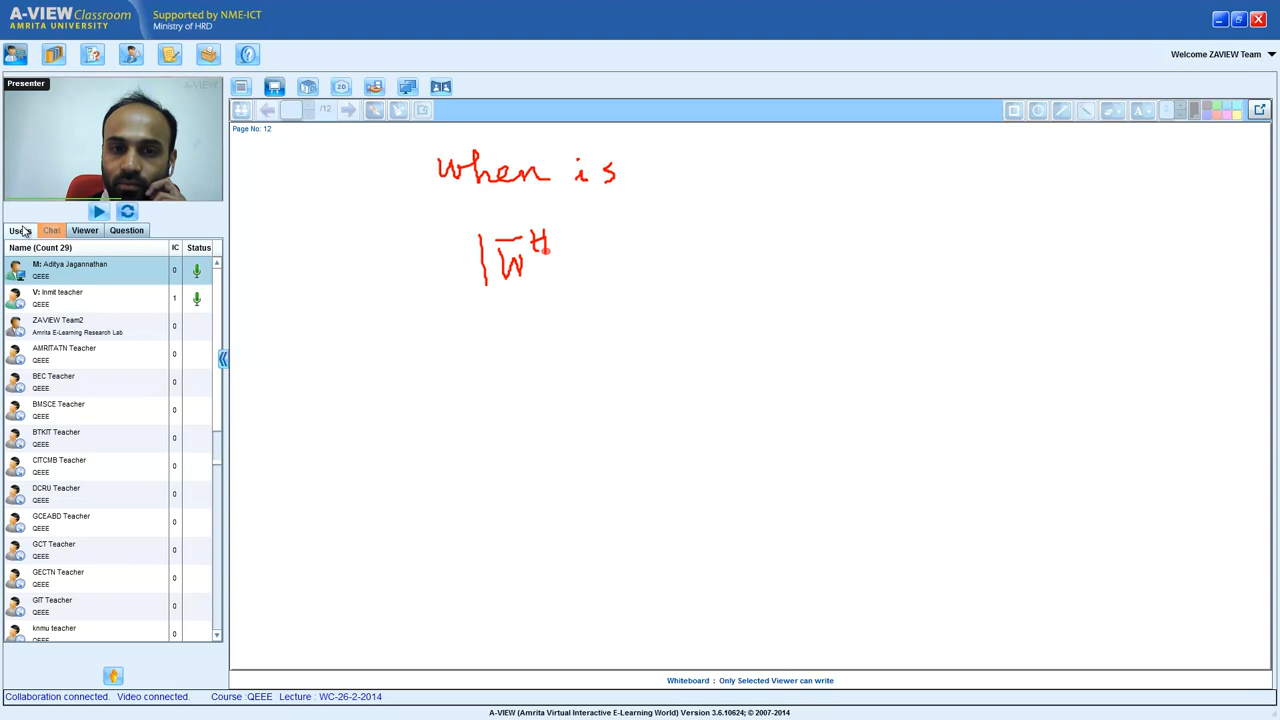 A-VIEW Classroom
AMRITA UNIVERSITY
Supported by NME-ICT
Ministry of HRD
Welcome ZAVIEW Team
Presenter
A-VIEW
/12
A
2
Page No: 12
when is
|W̅ᴴ
Users Chat Viewer Question
Name (Count 29) IC Status
M: Aditya Jagannathan
QEEE
0
V: Inmit teacher
QEEE
1
ZAVIEW Team2
Amrita E-Learning Research Lab
0
AMRITATN Teacher
QEEE
0
BEC Teacher
QEEE
0
BMSCE Teacher
QEEE
0
BTKIT Teacher
QEEE
0
CITCMB Teacher
QEEE
0
DCRU Teacher
QEEE
0
GCEABD Teacher
QEEE
0
GCT Teacher
QEEE
0
GECTN Teacher
QEEE
0
GIT Teacher
QEEE
0
knmu teacher
QEEE
0
Whiteboard : Only Selected Viewer can write
Collaboration connected. Video connected. Course :QEEE Lecture : WC-26-2-2014
A-VIEW (Amrita Virtual Interactive E-Learning World) Version 3.6.10624; © 2007-2014